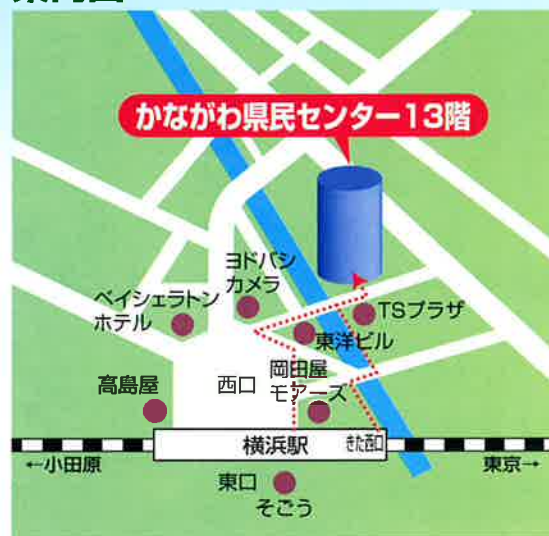 かながわ県民センター13階
ヨドバシ
カメラ
ベイシェラトン
ホテル
TSプラザ
東洋ビル
岡田屋
モアーズ
西口
高島屋
横浜駅
きた西口
←小田原
東京→
東口
そごう